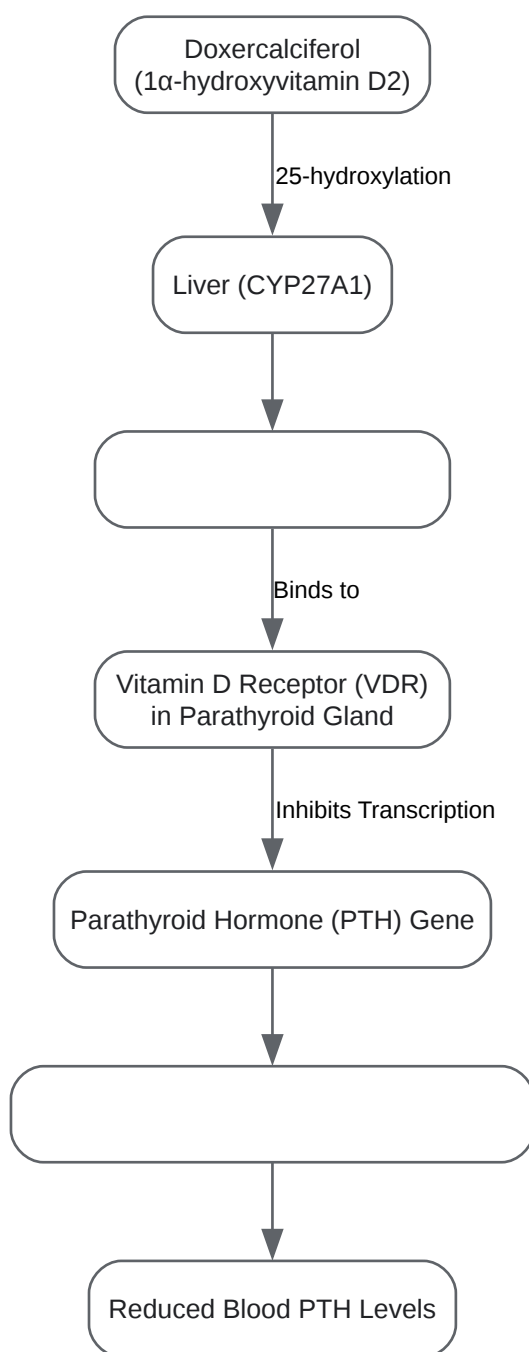 Doxercalciferol
(1α-hydroxyvitamin D2)
25-hydroxylation
Liver (CYP27A1)
Binds to
Vitamin D Receptor (VDR)
in Parathyroid Gland
Inhibits Transcription
Parathyroid Hormone (PTH) Gene
Reduced Blood PTH Levels